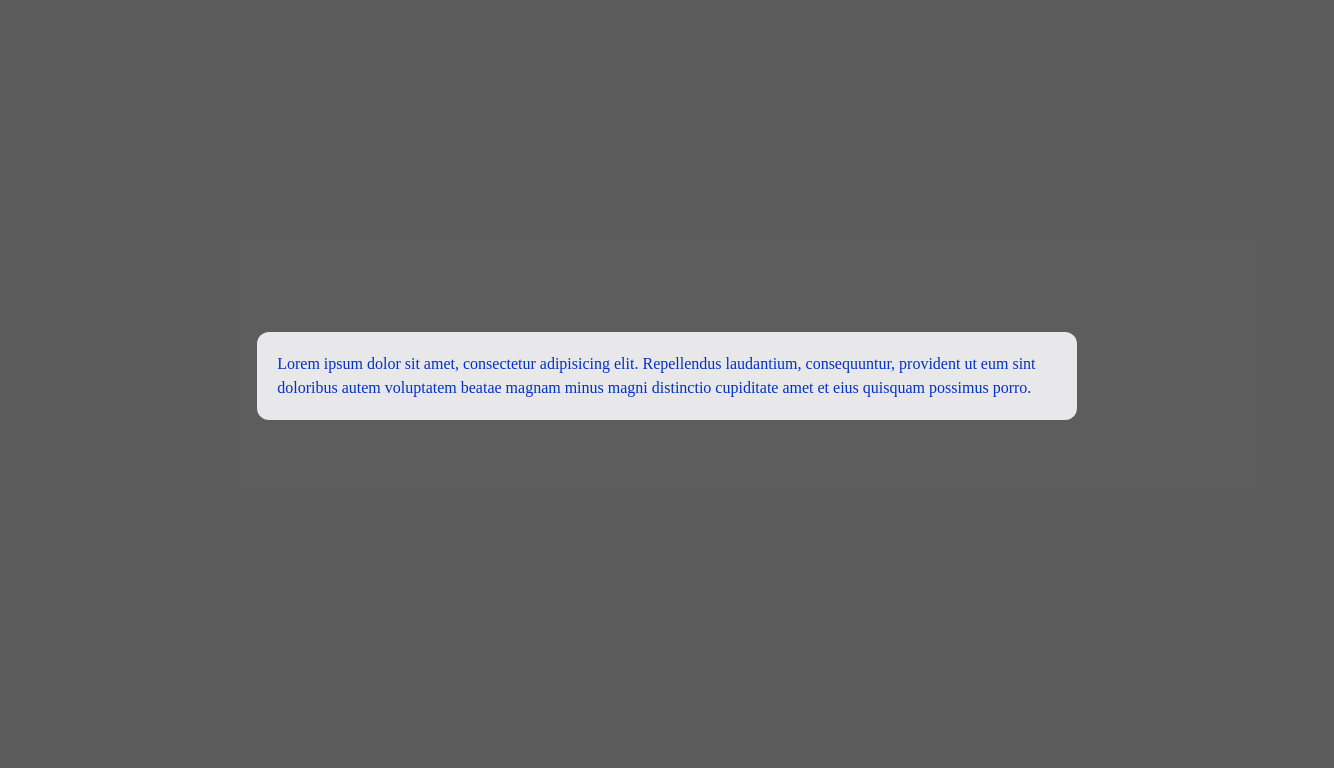 Lorem ipsum dolor sit amet, consectetur adipisicing elit. Repellendus laudantium, consequuntur, provident ut eum sint
doloribus autem voluptatem beatae magnam minus magni distinctio cupiditate amet et eius quisquam possimus porro.